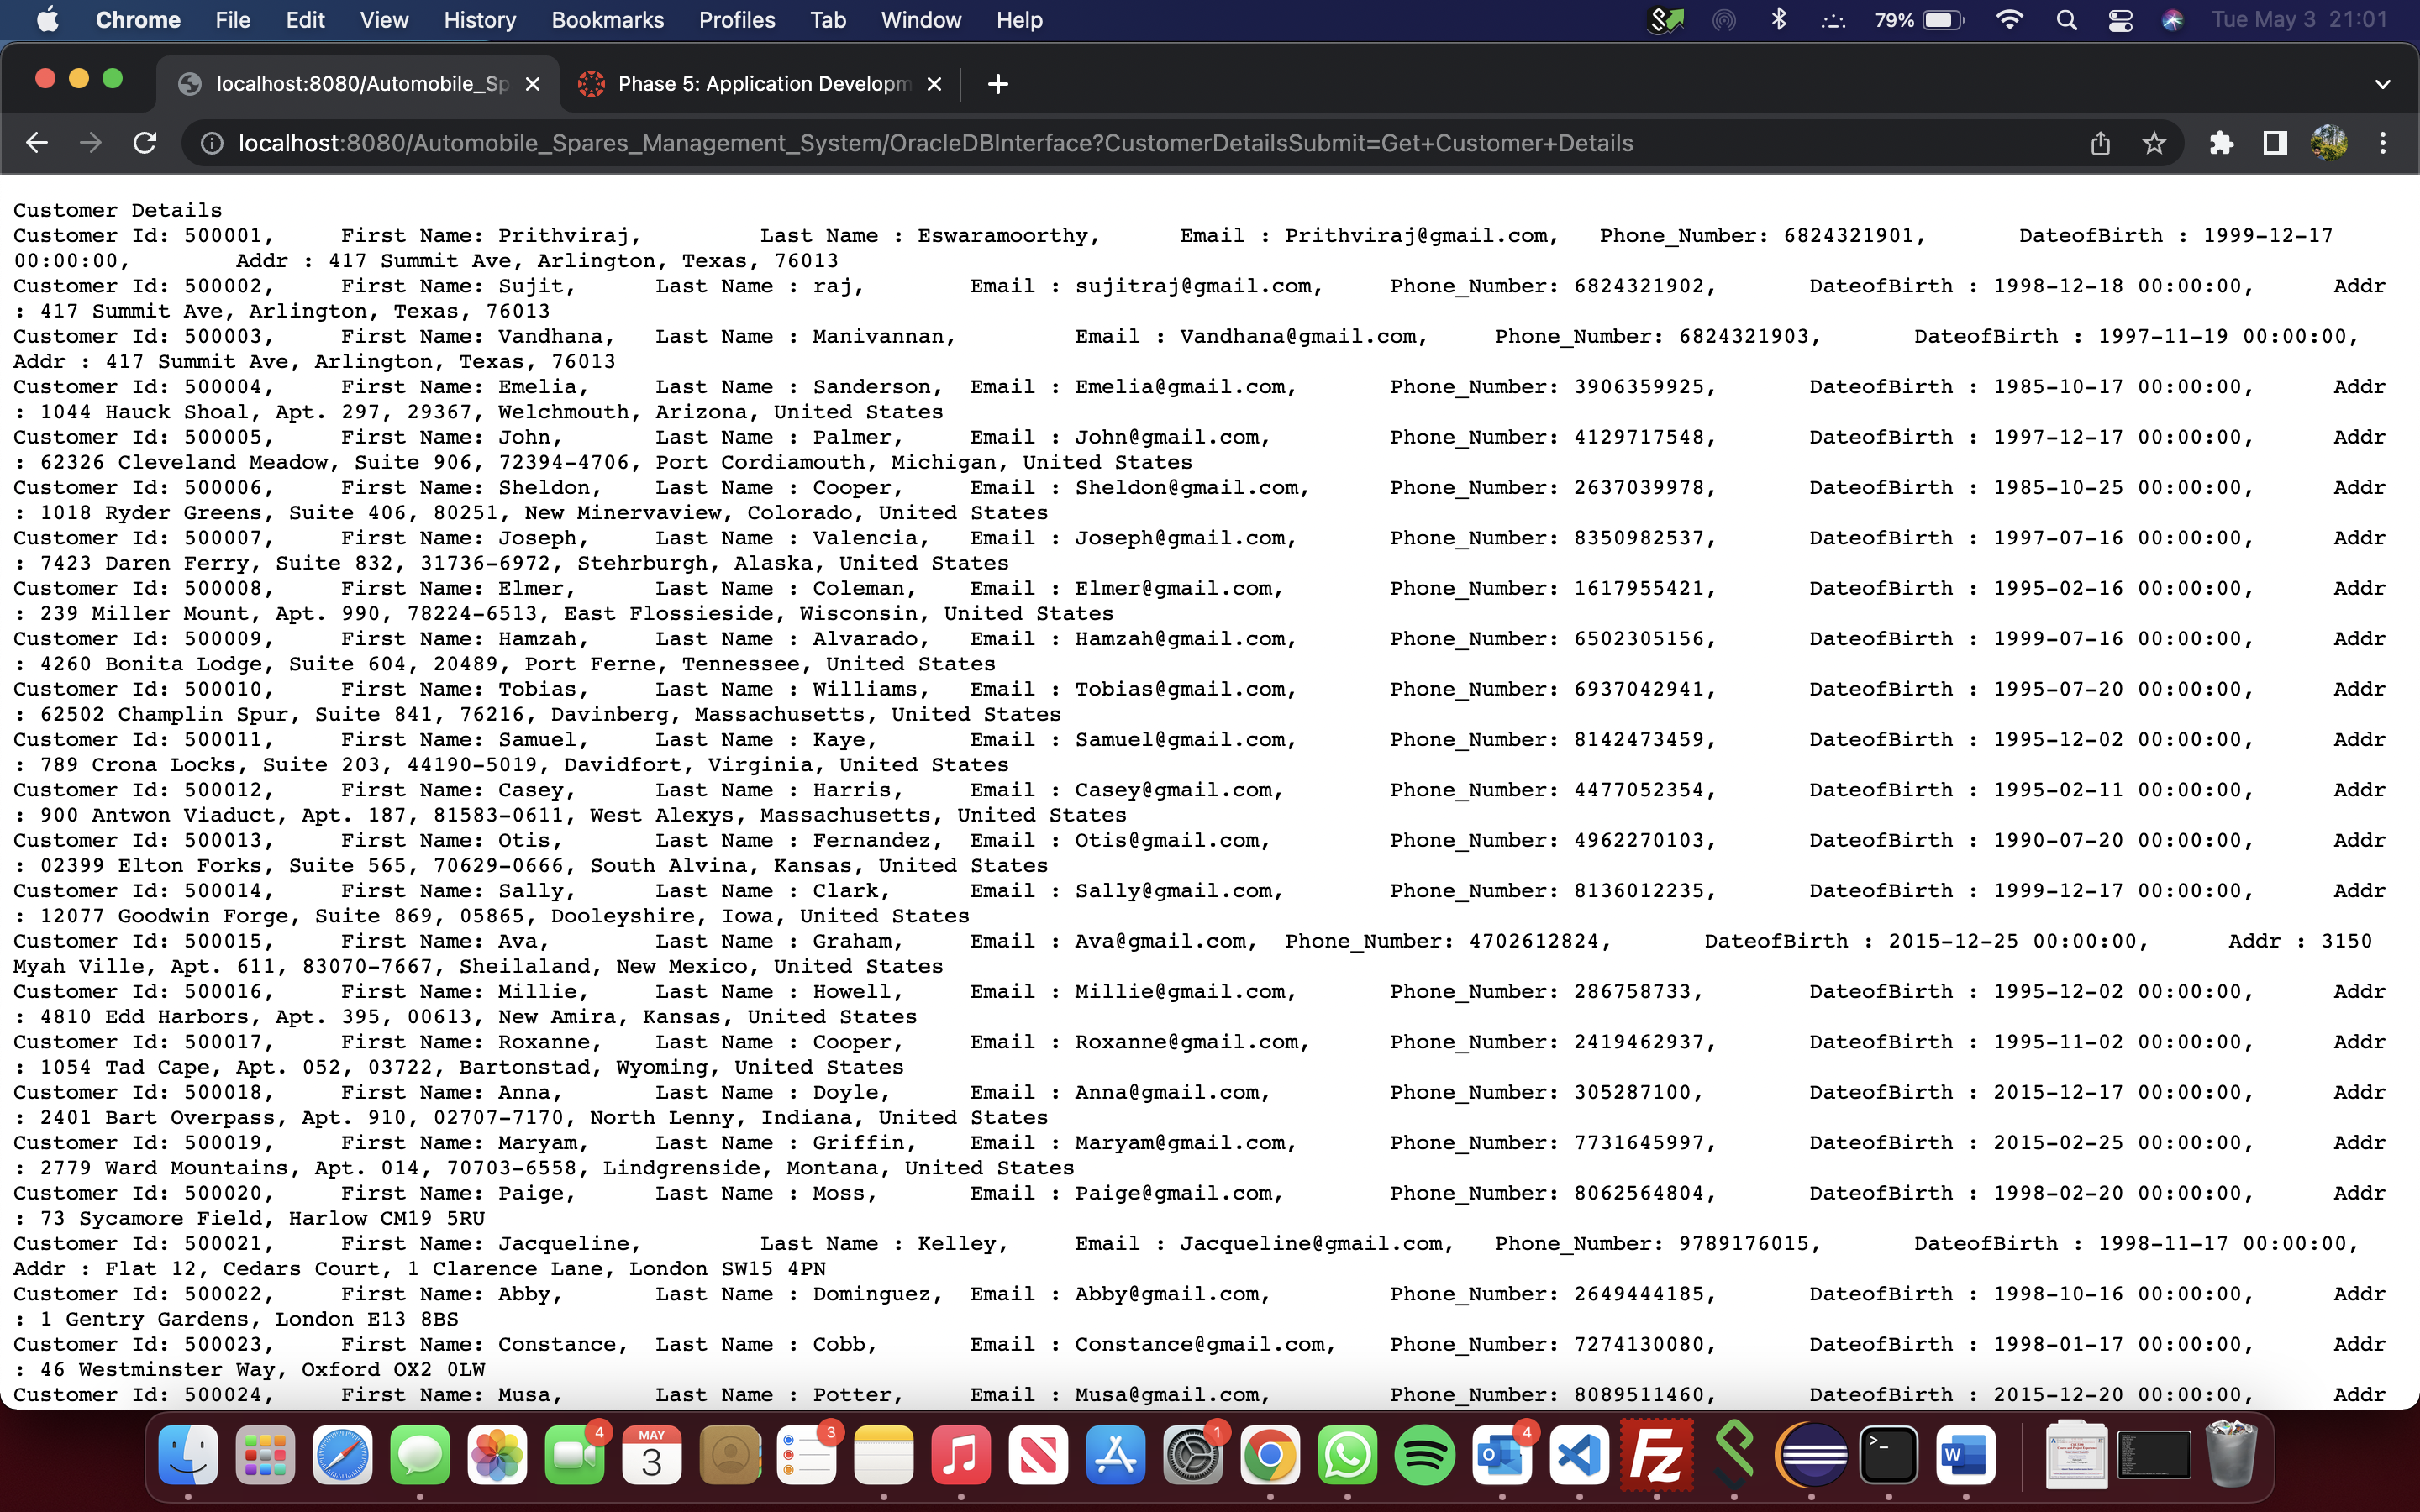 Chrome File Edit View History Bookmarks Profiles Tab Window Help 79% Tue May 3 21:01
localhost:8080/Automobile_Sp Phase 5: Application Developm
localhost:8080/Automobile_Spares_Management_System/OracleDBInterface?CustomerDetailsSubmit=Get+Customer+Details
Customer Details
Customer Id: 500001, First Name: Prithviraj, Last Name : Eswaramoorthy, Email : Prithviraj@gmail.com, Phone_Number: 6824321901, DateofBirth : 1999-12-17
00:00:00, Addr : 417 Summit Ave, Arlington, Texas, 76013
Customer Id: 500002, First Name: Sujit, Last Name : raj, Email : sujitraj@gmail.com, Phone_Number: 6824321902, DateofBirth : 1998-12-18 00:00:00, Addr
: 417 Summit Ave, Arlington, Texas, 76013
Customer Id: 500003, First Name: Vandhana, Last Name : Manivannan, Email : Vandhana@gmail.com, Phone_Number: 6824321903, DateofBirth : 1997-11-19 00:00:00,
Addr : 417 Summit Ave, Arlington, Texas, 76013
Customer Id: 500004, First Name: Emelia, Last Name : Sanderson, Email : Emelia@gmail.com, Phone_Number: 3906359925, DateofBirth : 1985-10-17 00:00:00, Addr
: 1044 Hauck Shoal, Apt. 297, 29367, Welchmouth, Arizona, United States
Customer Id: 500005, First Name: John, Last Name : Palmer, Email : John@gmail.com, Phone_Number: 4129717548, DateofBirth : 1997-12-17 00:00:00, Addr
: 62326 Cleveland Meadow, Suite 906, 72394-4706, Port Cordiamouth, Michigan, United States
Customer Id: 500006, First Name: Sheldon, Last Name : Cooper, Email : Sheldon@gmail.com, Phone_Number: 2637039978, DateofBirth : 1985-10-25 00:00:00, Addr
: 1018 Ryder Greens, Suite 406, 80251, New Minervaview, Colorado, United States
Customer Id: 500007, First Name: Joseph, Last Name : Valencia, Email : Joseph@gmail.com, Phone_Number: 8350982537, DateofBirth : 1997-07-16 00:00:00, Addr
: 7423 Daren Ferry, Suite 832, 31736-6972, Stehrburgh, Alaska, United States
Customer Id: 500008, First Name: Elmer, Last Name : Coleman, Email : Elmer@gmail.com, Phone_Number: 1617955421, DateofBirth : 1995-02-16 00:00:00, Addr
: 239 Miller Mount, Apt. 990, 78224-6513, East Flossieside, Wisconsin, United States
Customer Id: 500009, First Name: Hamzah, Last Name : Alvarado, Email : Hamzah@gmail.com, Phone_Number: 6502305156, DateofBirth : 1999-07-16 00:00:00, Addr
: 4260 Bonita Lodge, Suite 604, 20489, Port Ferne, Tennessee, United States
Customer Id: 500010, First Name: Tobias, Last Name : Williams, Email : Tobias@gmail.com, Phone_Number: 6937042941, DateofBirth : 1995-07-20 00:00:00, Addr
: 62502 Champlin Spur, Suite 841, 76216, Davinberg, Massachusetts, United States
Customer Id: 500011, First Name: Samuel, Last Name : Kaye, Email : Samuel@gmail.com, Phone_Number: 8142473459, DateofBirth : 1995-12-02 00:00:00, Addr
: 789 Crona Locks, Suite 203, 44190-5019, Davidfort, Virginia, United States
Customer Id: 500012, First Name: Casey, Last Name : Harris, Email : Casey@gmail.com, Phone_Number: 4477052354, DateofBirth : 1995-02-11 00:00:00, Addr
: 900 Antwon Viaduct, Apt. 187, 81583-0611, West Alexys, Massachusetts, United States
Customer Id: 500013, First Name: Otis, Last Name : Fernandez, Email : Otis@gmail.com, Phone_Number: 4962270103, DateofBirth : 1990-07-20 00:00:00, Addr
: 02399 Elton Forks, Suite 565, 70629-0666, South Alvina, Kansas, United States
Customer Id: 500014, First Name: Sally, Last Name : Clark, Email : Sally@gmail.com, Phone_Number: 8136012235, DateofBirth : 1999-12-17 00:00:00, Addr
: 12077 Goodwin Forge, Suite 869, 05865, Dooleyshire, Iowa, United States
Customer Id: 500015, First Name: Ava, Last Name : Graham, Email : Ava@gmail.com, Phone_Number: 4702612824, DateofBirth : 2015-12-25 00:00:00, Addr : 3150
Myah Ville, Apt. 611, 83070-7667, Sheilaland, New Mexico, United States
Customer Id: 500016, First Name: Millie, Last Name : Howell, Email : Millie@gmail.com, Phone_Number: 286758733, DateofBirth : 1995-12-02 00:00:00, Addr
: 4810 Edd Harbors, Apt. 395, 00613, New Amira, Kansas, United States
Customer Id: 500017, First Name: Roxanne, Last Name : Cooper, Email : Roxanne@gmail.com, Phone_Number: 2419462937, DateofBirth : 1995-11-02 00:00:00, Addr
: 1054 Tad Cape, Apt. 052, 03722, Bartonstad, Wyoming, United States
Customer Id: 500018, First Name: Anna, Last Name : Doyle, Email : Anna@gmail.com, Phone_Number: 305287100, DateofBirth : 2015-12-17 00:00:00, Addr
: 2401 Bart Overpass, Apt. 910, 02707-7170, North Lenny, Indiana, United States
Customer Id: 500019, First Name: Maryam, Last Name : Griffin, Email : Maryam@gmail.com, Phone_Number: 7731645997, DateofBirth : 2015-02-25 00:00:00, Addr
: 2779 Ward Mountains, Apt. 014, 70703-6558, Lindgrenside, Montana, United States
Customer Id: 500020, First Name: Paige, Last Name : Moss, Email : Paige@gmail.com, Phone_Number: 8062564804, DateofBirth : 1998-02-20 00:00:00, Addr
: 73 Sycamore Field, Harlow CM19 5RU
Customer Id: 500021, First Name: Jacqueline, Last Name : Kelley, Email : Jacqueline@gmail.com, Phone_Number: 9789176015, DateofBirth : 1998-11-17 00:00:00,
Addr : Flat 12, Cedars Court, 1 Clarence Lane, London SW15 4PN
Customer Id: 500022, First Name: Abby, Last Name : Dominguez, Email : Abby@gmail.com, Phone_Number: 2649444185, DateofBirth : 1998-10-16 00:00:00, Addr
: 1 Gentry Gardens, London E13 8BS
Customer Id: 500023, First Name: Constance, Last Name : Cobb, Email : Constance@gmail.com, Phone_Number: 7274130080, DateofBirth : 1998-01-17 00:00:00, Addr
: 46 Westminster Way, Oxford OX2 0LW
Customer Id: 500024, First Name: Musa, Last Name : Potter, Email : Musa@gmail.com, Phone_Number: 8089511460, DateofBirth : 2015-12-20 00:00:00, Addr
4 MAY 3 3 1 4